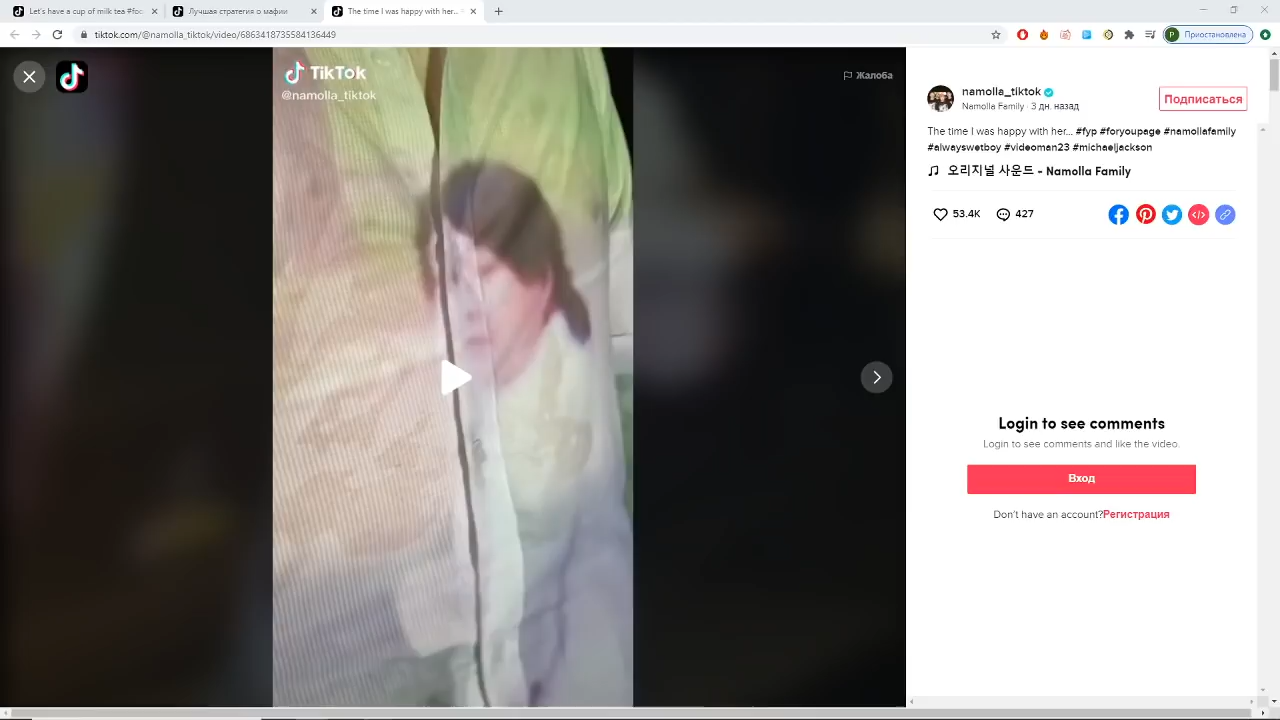 Let's have a cup of milk tea #foc
Лучшая стратегия о мафии
The time I was happy with her...
tiktok.com/@namolla_tiktok/video/6863418735584136449
P Приостановлена
TikTok
@namolla_tiktok
Жалоба
namolla_tiktok
Namolla Family · 3 дн. назад
Подписаться
The time I was happy with her... #fyp #foryoupage #namollafamily
#alwayswetboy #videoman23 #michaeljackson
오리지널 사운드 - Namolla Family
53.4K
427
Login to see comments
Login to see comments and like the video.
Вход
Don't have an account?Регистрация